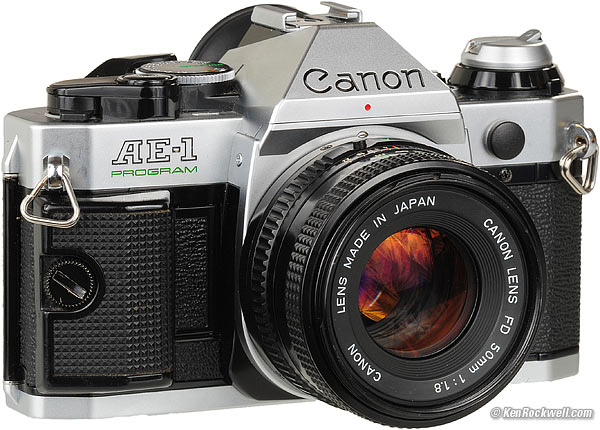 Canon
AE-1
PROGRAM
LENS MADE IN JAPAN
CANON LENS FD 50mm 1:1.8
CANON
© KenRockwell.com